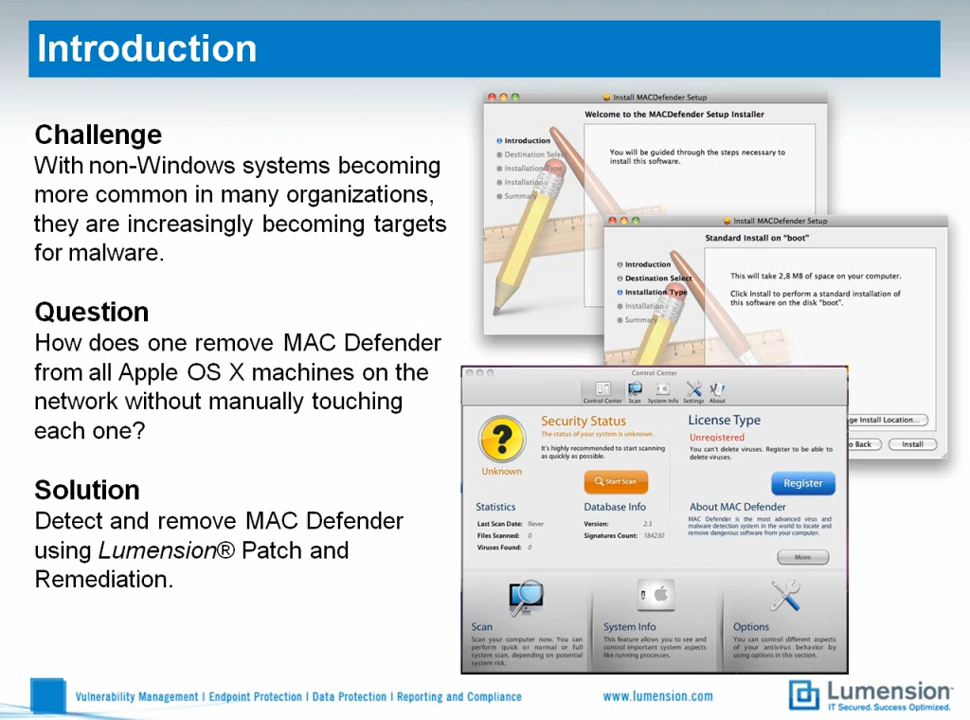 Introduction
Challenge
With non-Windows systems becoming
more common in many organizations,
they are increasingly becoming targets
for malware.
Question
How does one remove MAC Defender
from all Apple OS X machines on the
network without manually touching
each one?
Solution
Detect and remove MAC Defender
using Lumension® Patch and
Remediation.
Install MACDefender Setup
Welcome to the MACDefender Setup Installer
Introduction
Destination Select
Installation Type
Installation
Summary
You will be guided through the steps necessary to
install this software.
Install MACDefender Setup
Standard Install on "boot"
Introduction
Destination Select
Installation Type
Installation
Summary
This will take 2,8 MB of space on your computer.
Click Install to perform a standard installation of
this software on the disk "boot".
ge Install Location...
o Back
Install
Control Center
Control Center
Scan
System Info
Settings
About
Security Status
The status of your system is unknown.
It's highly recommended to start scanning
as quickly as possible.
Unknown
Start Scan
License Type
Unregistered
You can't delete viruses. Register to be able to
delete viruses.
Register
Statistics
Last Scan Date: Never
Files Scanned: 0
Viruses Found: 0
Database Info
Version: 2.3
Signatures Count: 184230
About MAC Defender
MAC Defender is the most advanced virus and
malware detection system in the world to locate and
remove dangerous software from your computer.
More
Scan
Scan your computer now. You can
perform quick or normal or full
system scan, depending on potential
system risk.
System Info
This feature allows you to see and
control important system aspects
like running processes.
Options
You can control different aspects
of your antivirus behavior by
using options in this section.
Vulnerability Management | Endpoint Protection | Data Protection | Reporting and Compliance
www.lumension.com
Lumension
IT Secured. Success Optimized.